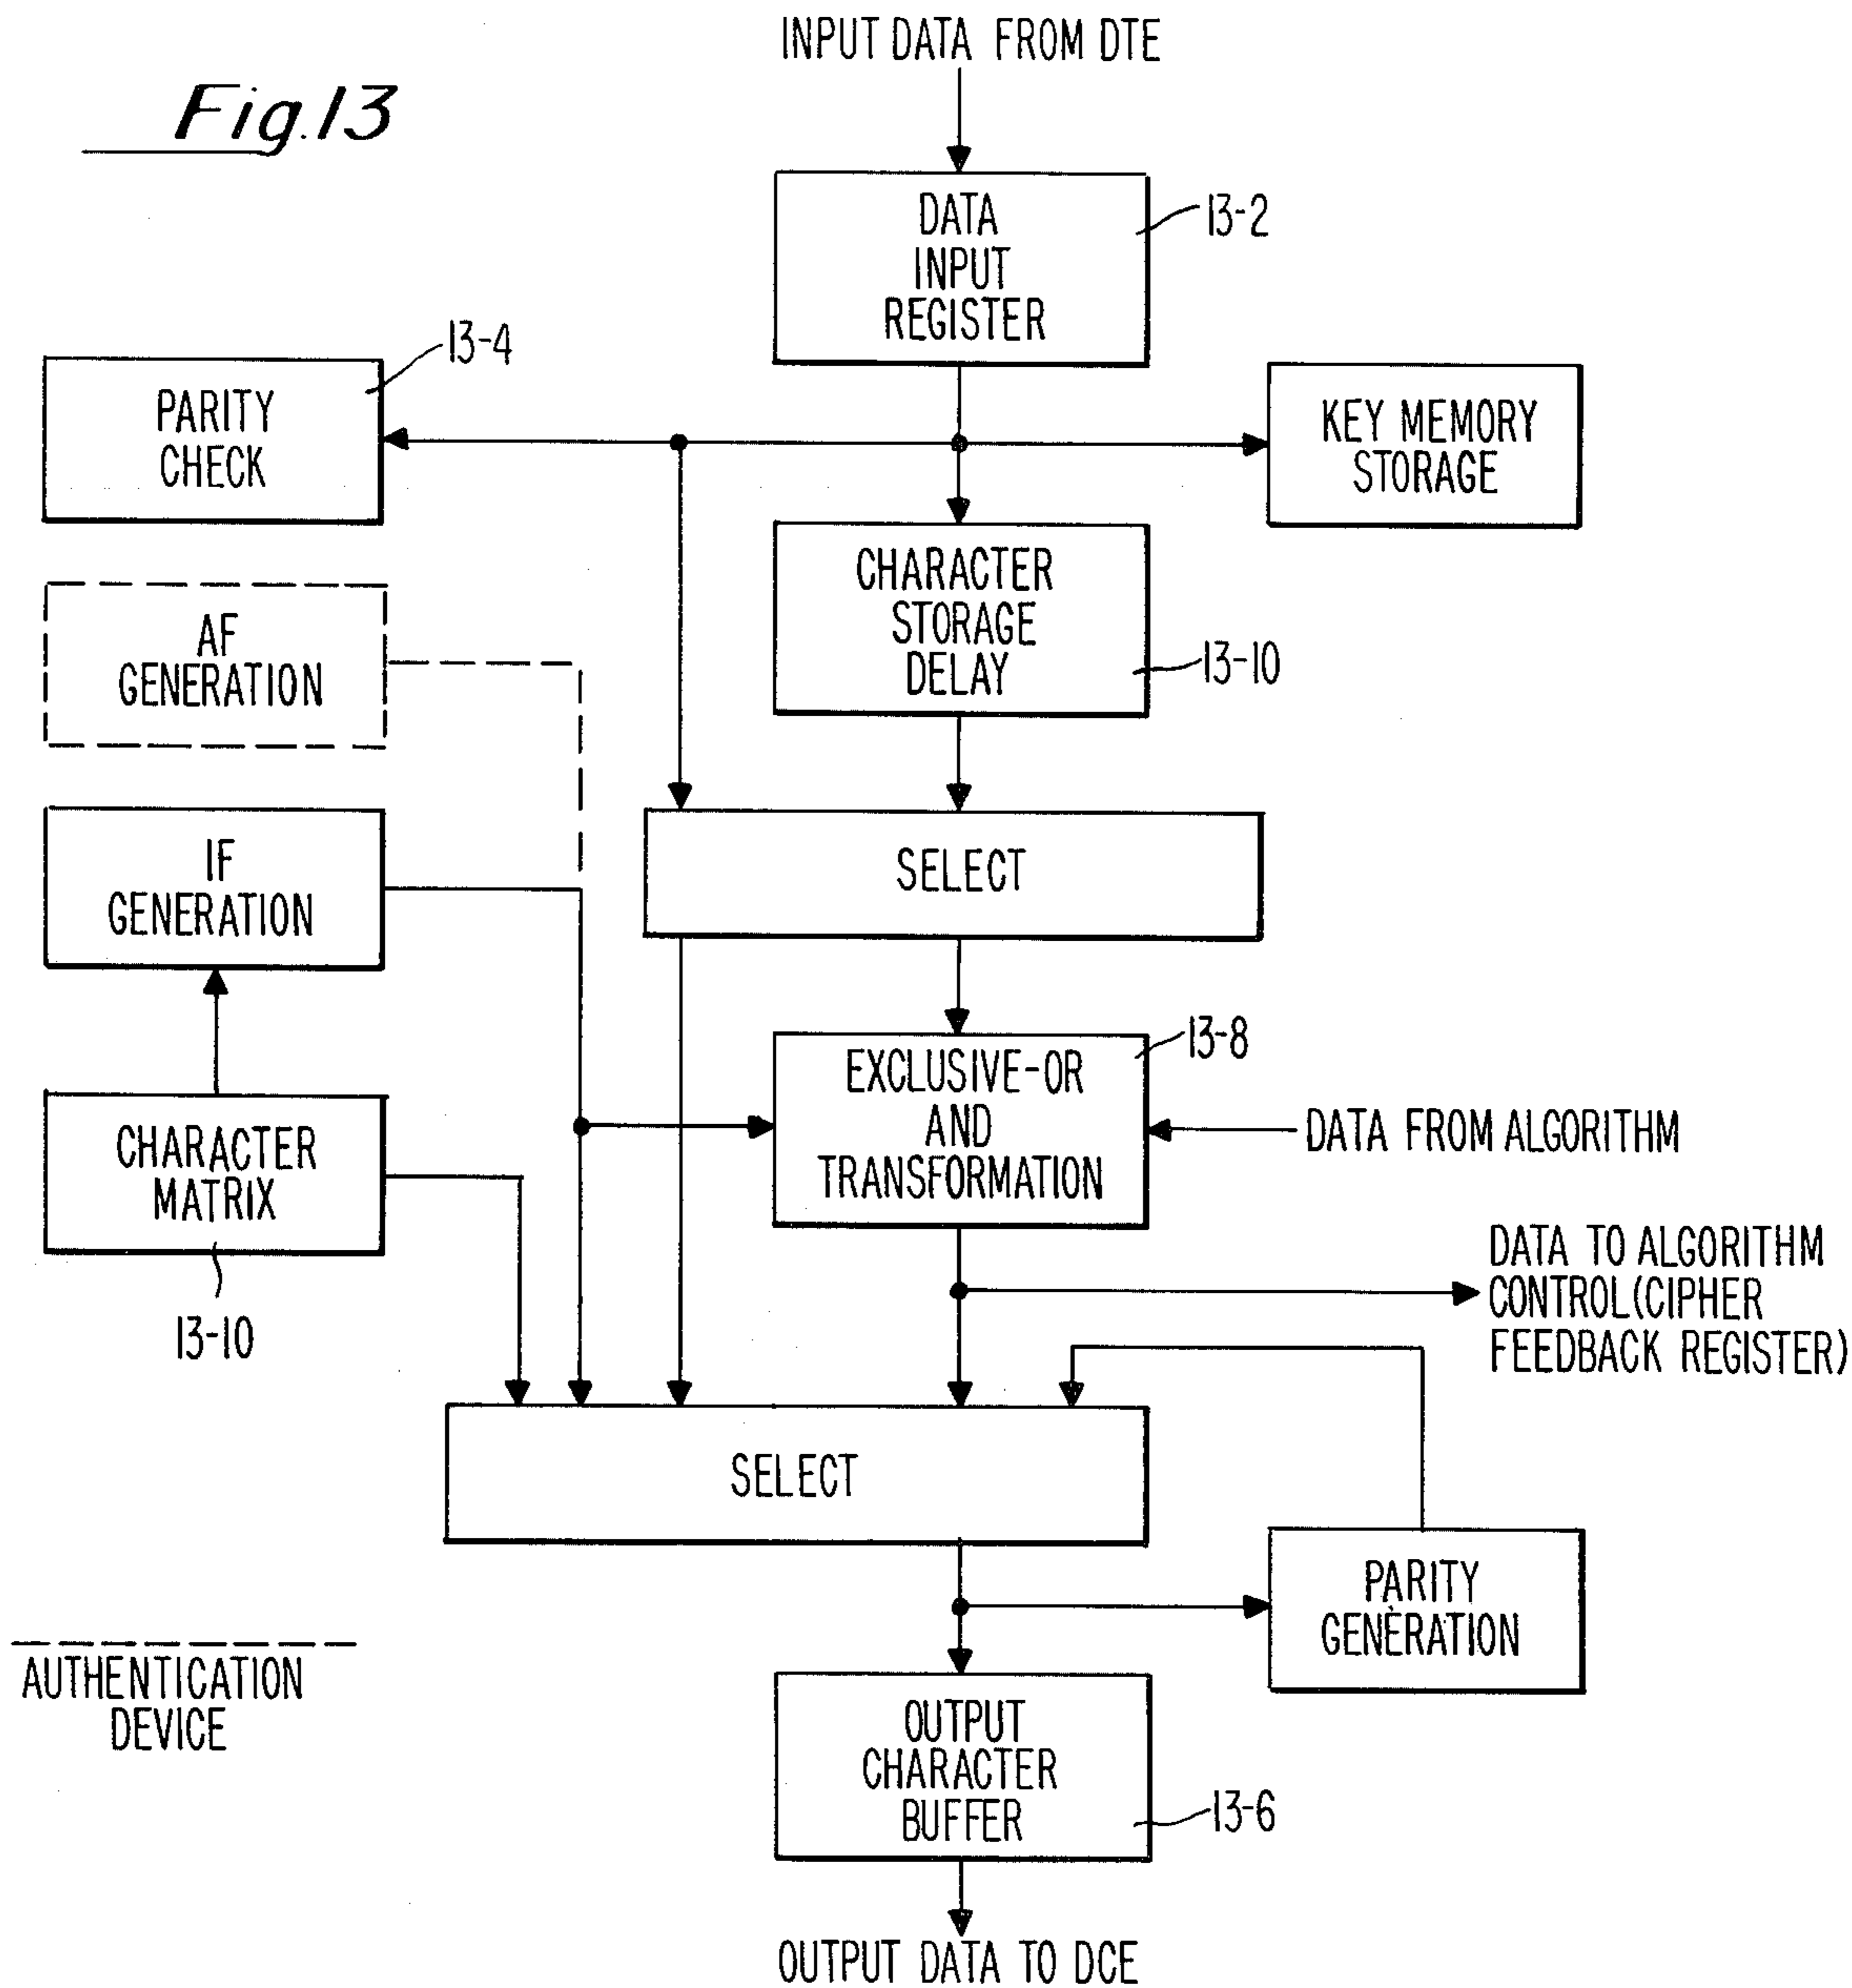 INPUT DATA FROM DTE
Fig.13
DATA
INPUT
REGISTER
13-2
13-4
PARITY
CHECK
KEY MEMORY
STORAGE
CHARACTER
STORAGE
DELAY
13-10
AF
GENERATION
SELECT
IF
GENERATION
13-8
EXCLUSIVE-OR
AND
TRANSFORMATION
DATA FROM ALGORITHM
CHARACTER
MATRIX
13-10
DATA TO ALGORITHM
CONTROL(CIPHER
FEEDBACK REGISTER)
SELECT
PARITY
GENERATION
AUTHENTICATION
DEVICE
OUTPUT
CHARACTER
BUFFER
13-6
OUTPUT DATA TO DCE